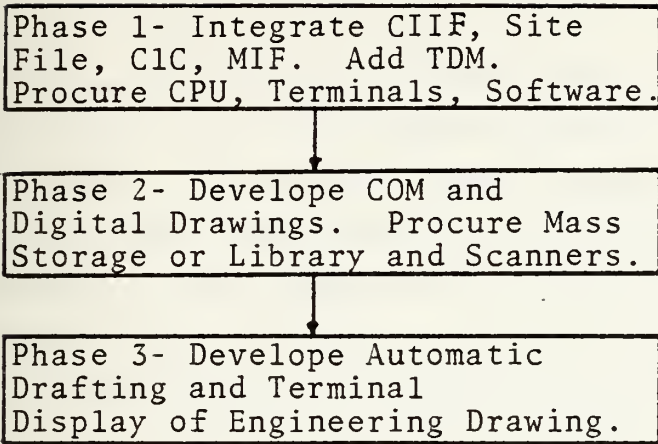 Phase 1- Integrate CIIF, Site
File, C1C, MIF. Add TDM.
Procure CPU, Terminals, Software.
Phase 2- Develope COM and
Digital Drawings. Procure Mass
Storage or Library and Scanners.
Phase 3- Develope Automatic
Drafting and Terminal
Display of Engineering Drawing.